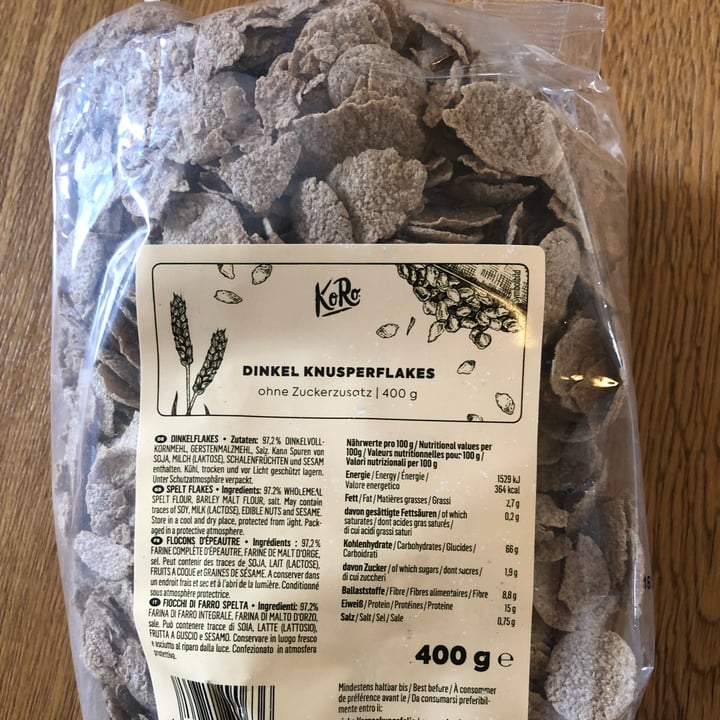 KoRo
DINKEL KNUSPERFLAKES
ohne Zuckerzusatz | 400 g
DE DINKELFLAKES • Zutaten: 97,2% DINKELVOLL-
KORNMEHL, GERSTENMALZMEHL, Salz. Kann Spuren von
SOJA, MILCH (LAKTOSE), SCHALENFRÜCHTEN und SESAM
enthalten. Kühl, trocken und vor Licht geschützt lagern.
Unter Schutzatmosphäre verpackt.
SPELT FLAKES • Ingredients: 97.2% WHOLEMEAL
SPELT FLOUR, BARLEY MALT FLOUR, salt. May contain
traces of SOY, MILK (LACTOSE), EDIBLE NUTS and SESAME.
Store in a cool and dry place, protected from light. Pack-
aged in a protective atmosphere.
FLOCONS D'ÉPEAUTRE • Ingrédients : 97,2%
FARINE COMPLÈTE D'ÉPEAUTRE, FARINE DE MALT D'ORGE,
sel. Peut contenir des traces de SOJA, LAIT (LACTOSE),
FRUITS A COQUE et GRAINES DE SÉSAME. A conserver dans
un endroit frais et sec et à l'abri de la lumière. Conditionné
sous atmosphère protectrice.
IT FIOCCHI DI FARRO SPELTA • Ingredienti: 97,2%
FARINA DI FARRO INTEGRALE, FARINA DI MALTO D'ORZO,
sale. Può contenere tracce di SOIA, LATTE (LATTOSIO),
FRUTTA A GUSCIO e SESAMO. Conservare in luogo fresco
e asciutto al riparo dalla luce. Confezionato in atmosfera
protettiva.
Nährwerte pro 100 g / Nutritional values per
100g / Valeurs nutritionnelles pour 100 g /
Valori nutrizionali per 100 g
Energie / Energy / Énergie / 1529 kJ
Valore energetico 364 kcal
Fett / Fat / Matières grasses / Grassi 2,7 g
davon gesättigte Fettsäuren / of which 0,2 g
saturates / dont acides gras saturés /
di cui acidi grassi saturi
Kohlenhydrate / Carbohydrates / Glucides / 66 g
Carboidrati
davon Zucker / of which sugars / dont sucres / 1,9 g
di cui zuccheri
Ballaststoffe / Fibre / Fibres alimentaires / Fibre 8,8 g
Eiweiß / Protein / Protéines / Proteine 15 g
Salz / Salt / Sel / Sale 0,75 g
400 g e
Mindestens haltbar bis / Best before / À consommer
de préférence avant le / Da consumarsi preferibil-
mente entro il: